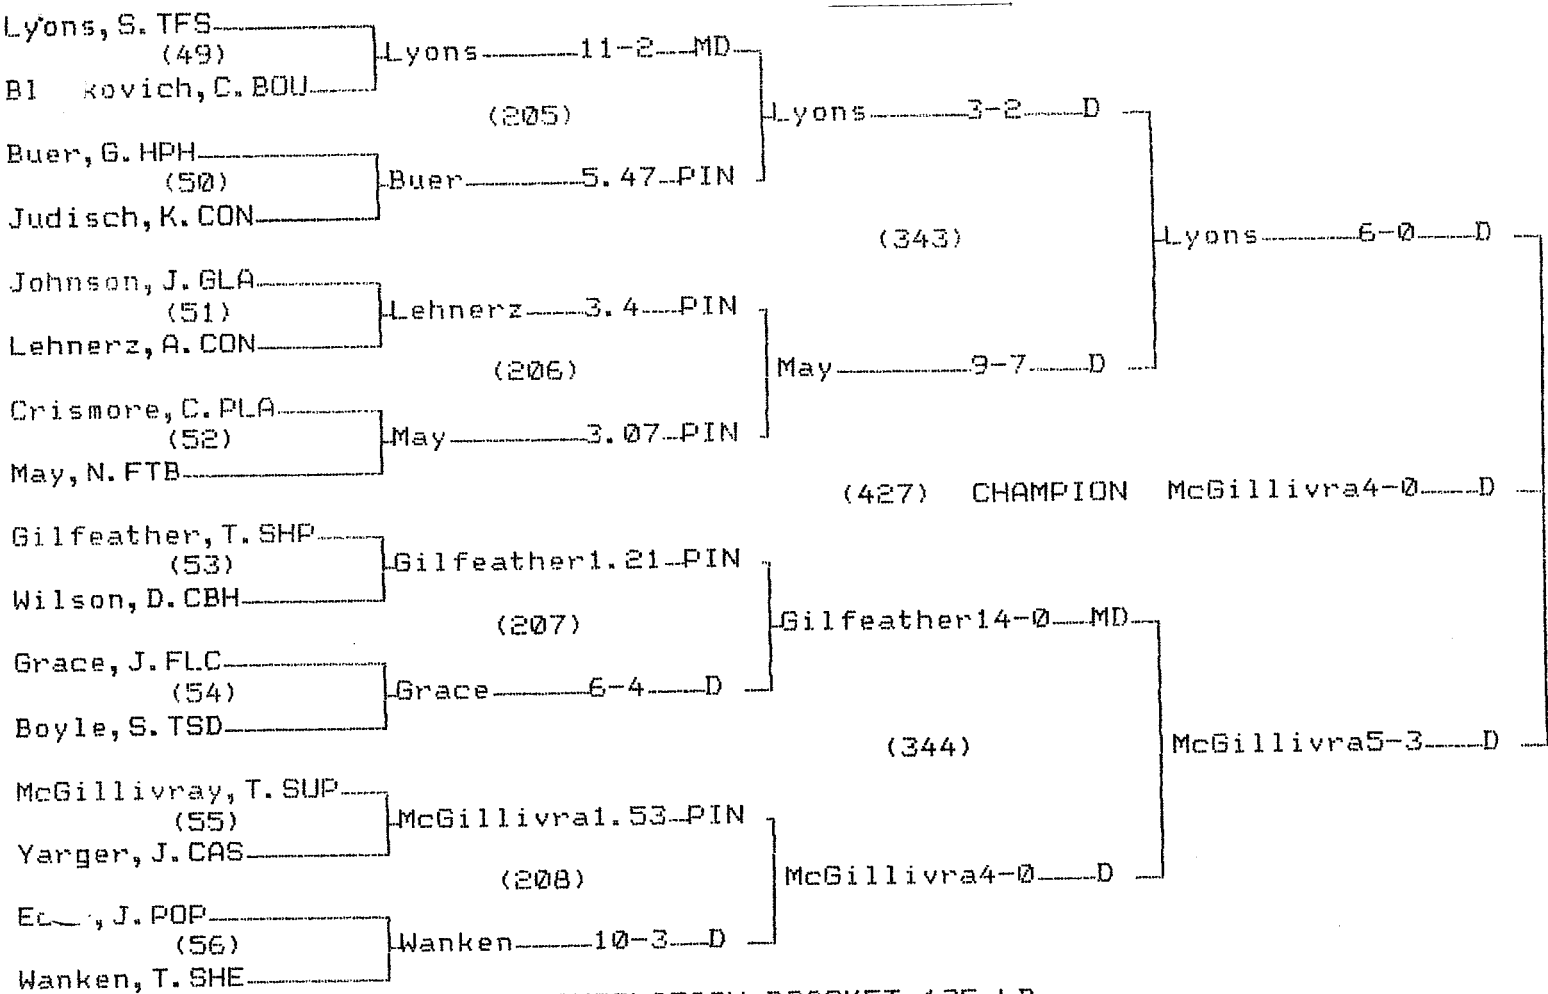 Lyons, S. TFS
(49)
Lyons 11-2 MD
C. BOU
(205)
Lyons 3-2 D
Buer, G. HPH
(50)
Buer 5.47 PIN
Judisch, K. CON
(343)
Lyons 6-0 D
Johnson, J. GLA
(51)
Lehnerz 3.4 PIN
Lehnerz, A. CON
(206)
May 9-7 D
Crismore, C. PLA
(52)
May 3.07 PIN
May, N. FTB
(427) CHAMPION McGillivra4-0 D
Gilfeather, T. SHP
(53)
Gilfeather1.21 PIN
Wilson, D. CBH
(207)
Gilfeather14-0 MD
Grace, J. FLC
(54)
Grace 6-4 D
Boyle, S. TSD
(344)
McGillivra5-3 D
McGillivray, T. SUP
(55)
McGillivra1.53 PIN
Yarger, J. CAS
(208)
McGillivra4-0 D
J. POP
(56)
Wanken 10-3 D
Wanken, T. SHE